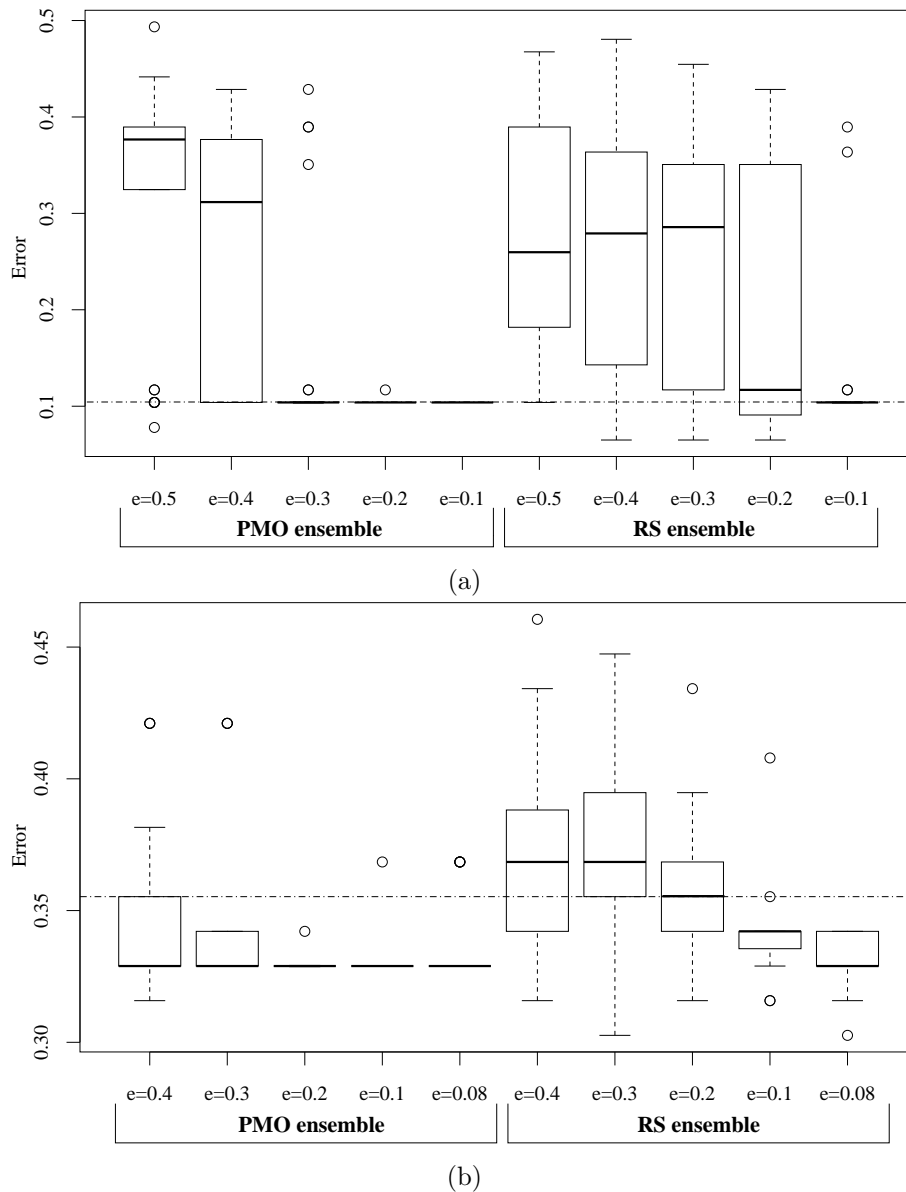 0.5
0.4
0.3
0.2
0.1
Error
e=0.5 e=0.4 e=0.3 e=0.2 e=0.1 e=0.5 e=0.4 e=0.3 e=0.2 e=0.1
PMO ensemble RS ensemble
(a)
0.45
0.40
0.35
0.30
Error
e=0.4 e=0.3 e=0.2 e=0.1 e=0.08 e=0.4 e=0.3 e=0.2 e=0.1 e=0.08
PMO ensemble RS ensemble
(b)